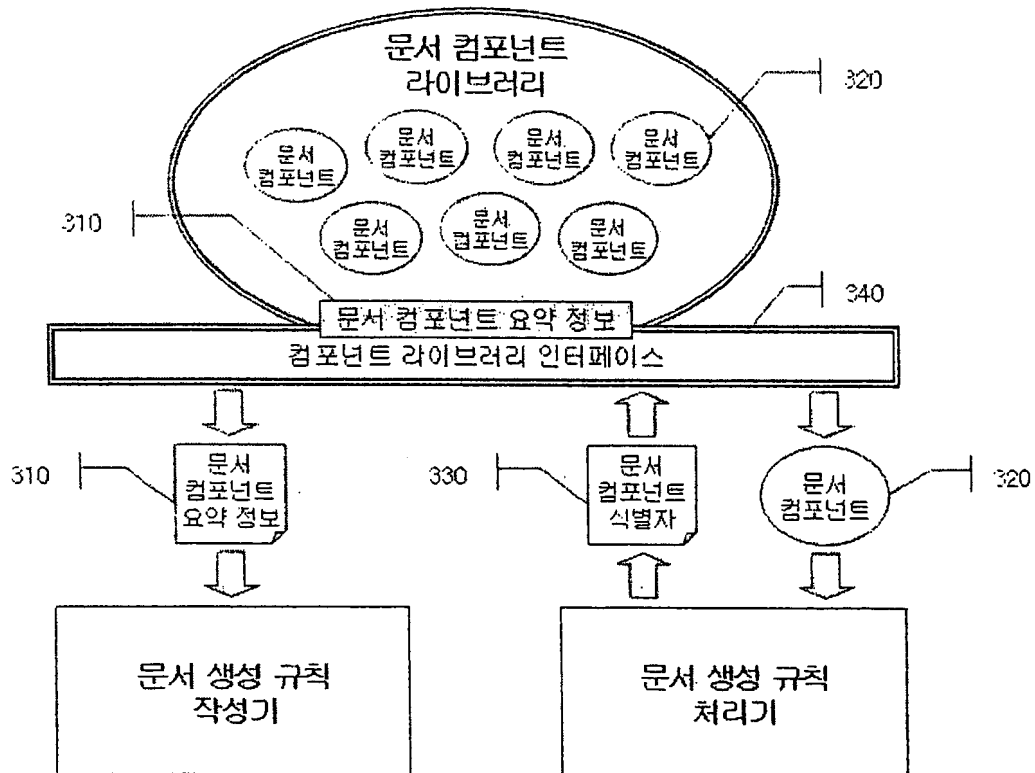 문서 컴포넌트
라이브러리
320
문서
컴포넌트
문서
컴포넌트
문서
컴포넌트
문서
컴포넌트
310
문서
컴포넌트
문서
컴포넌트
문서
컴포넌트
340
문서 컴포넌트 요약 정보
컴포넌트 라이브러리 인터페이스
310
문서
컴포넌트
요약 정보
330
문서
컴포넌트
식별자
문서
컴포넌트
320
문서 생성 규칙
작성기
문서 생성 규칙
처리기